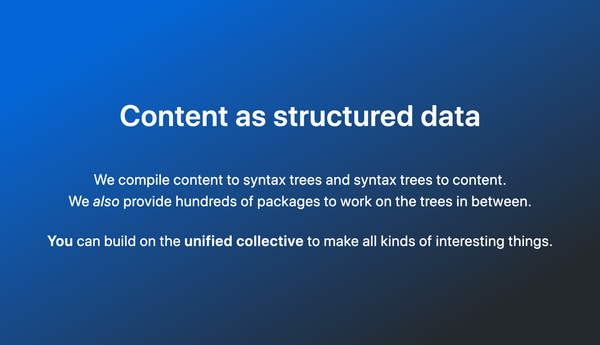 Content as structured data
We compile content to syntax trees and syntax trees to content.
We also provide hundreds of packages to work on the trees in between.
You can build on the unified collective to make all kinds of interesting things.